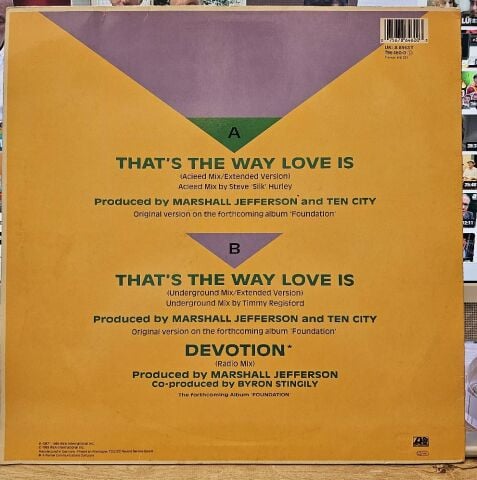 A
THAT'S THE WAY LOVE IS
(Acieed Mix/Extended Version)
Acieed Mix by Steve 'Silk' Hurley
Produced by MARSHALL JEFFERSON and TEN CITY
Original version on the forthcoming album 'Foundation'
B
THAT'S THE WAY LOVE IS
(Underground Mix/Extended Version)
Underground Mix by Timmy Regisford
Produced by MARSHALL JEFFERSON and TEN CITY
Original version on the forthcoming album 'Foundation'
DEVOTION*
(Radio Mix)
Produced by MARSHALL JEFFERSON
Co-produced by BYRON STINGILY
The forthcoming Album 'FOUNDATION'